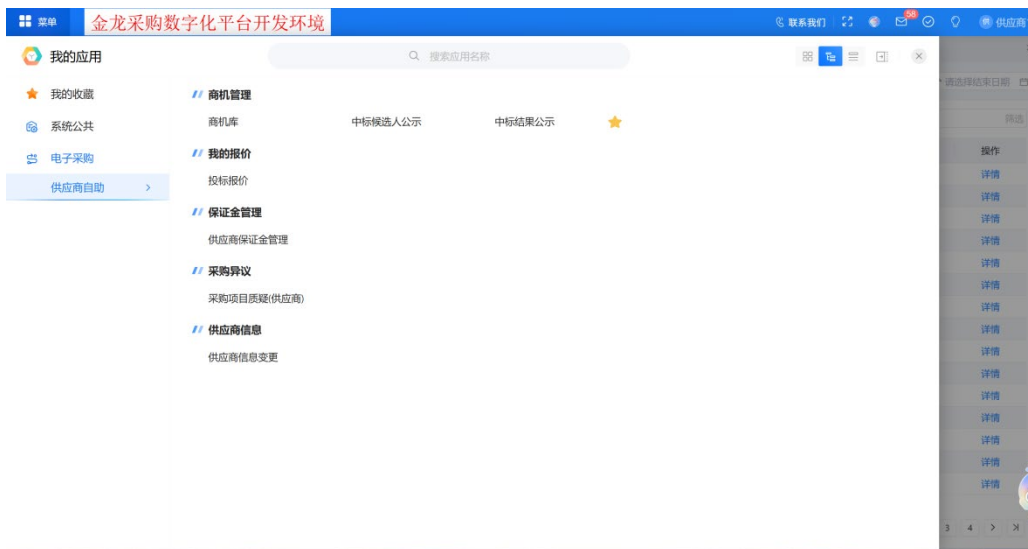 菜单 金龙采购数字化平台开发环境 联系我们 58 供应商
我的应用 搜索应用名称
请选择结束日期
我的收藏 商机管理
筛选
系统公共 商机库 中标候选人公示 中标结果公示
电子采购 我的报价 操作
供应商自助 投标报价 详情
详情
保证金管理 详情
供应商保证金管理 详情
采购异议 详情
详情
采购项目质疑(供应商) 详情
供应商信息 详情
供应商信息变更 详情
详情
详情
详情
详情
详情
详情
3 4